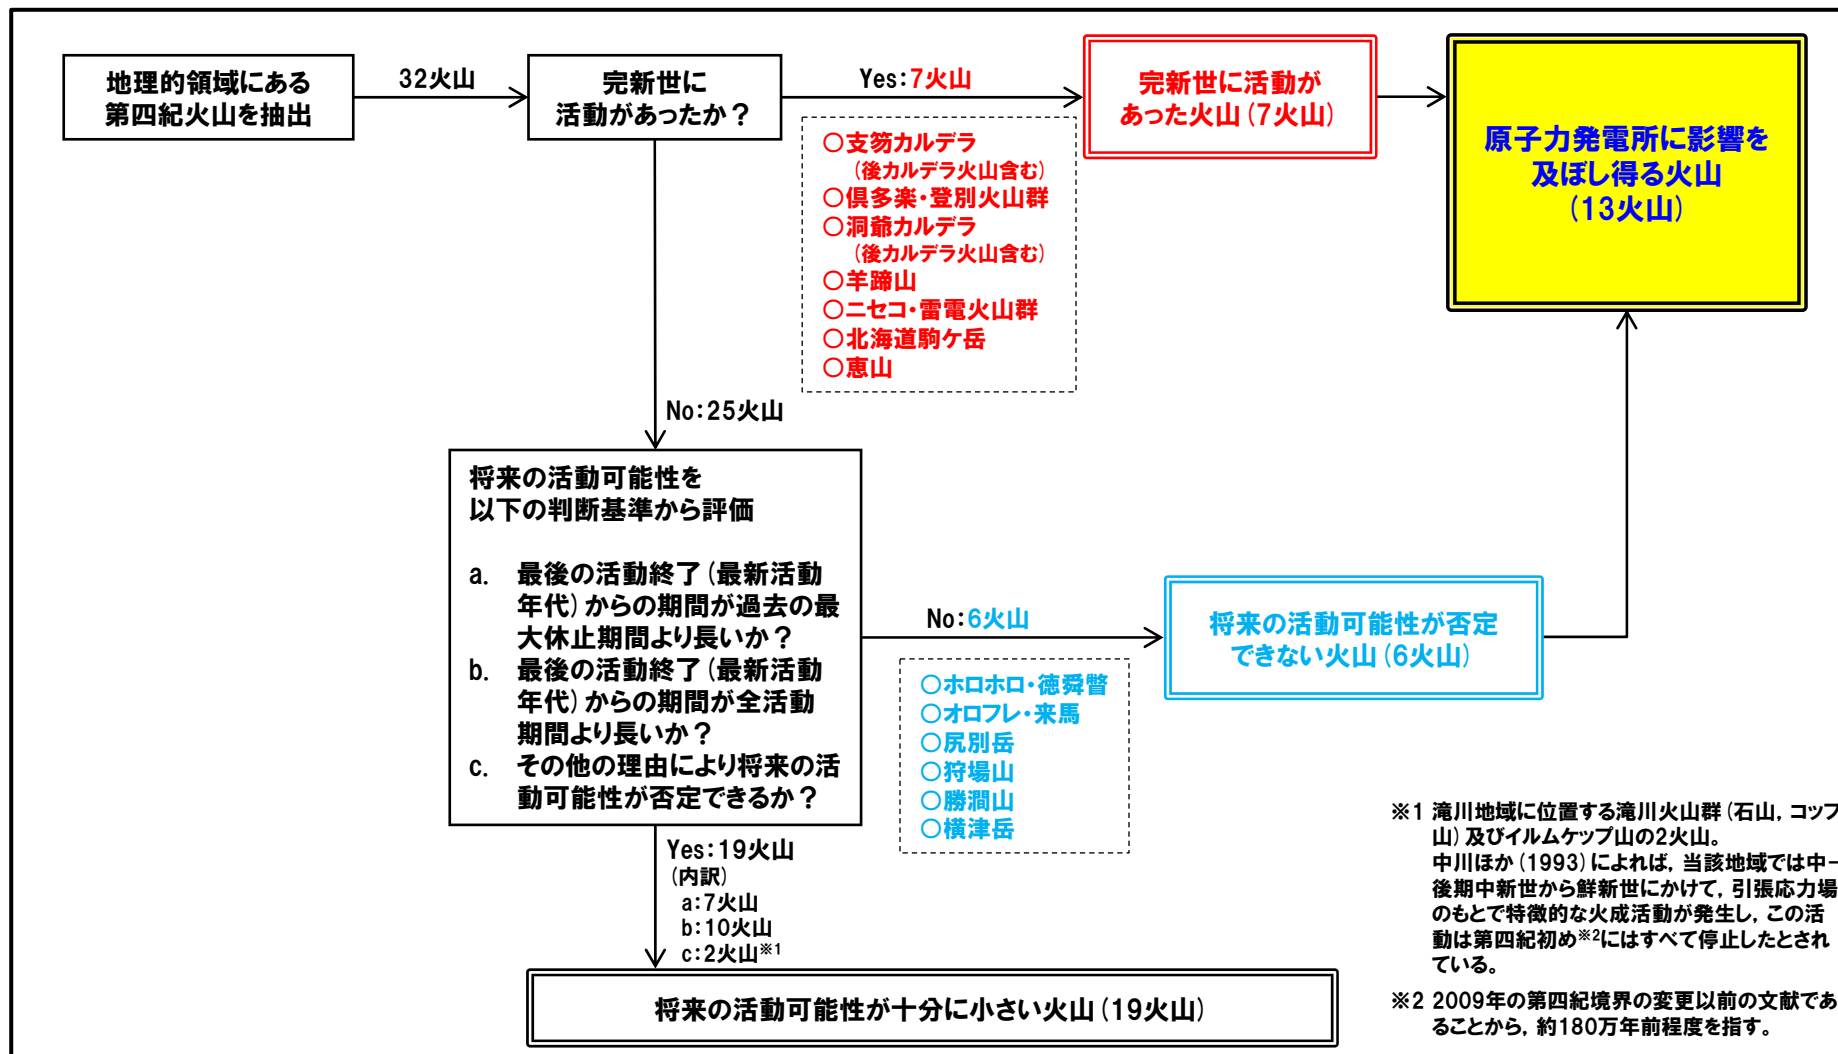 地理的領域にある
第四紀火山を抽出
32火山
完新世に
活動があったか？
Yes：7火山
完新世に活動が
あった火山（7火山）
原子力発電所に影響を
及ぼし得る火山
（13火山）
○支笏カルデラ
（後カルデラ火山含む）
○倶多楽・登別火山群
○洞爺カルデラ
（後カルデラ火山含む）
○羊蹄山
○ニセコ・雷電火山群
○北海道駒ケ岳
○恵山
No：25火山
将来の活動可能性を
以下の判断基準から評価
a. 最後の活動終了（最新活動
年代）からの期間が過去の最
大休止期間より長いか？
b. 最後の活動終了（最新活動
年代）からの期間が全活動
期間より長いか？
c. その他の理由により将来の活
動可能性が否定できるか？
No：6火山
将来の活動可能性が否定
できない火山（6火山）
○ホロホロ・徳舜瞥
○オロフレ・来馬
○尻別岳
○狩場山
○勝澗山
○横津岳
Yes：19火山
（内訳）
a：7火山
b：10火山
c：2火山※1
将来の活動可能性が十分に小さい火山（19火山）
※1 滝川地域に位置する滝川火山群（石山，コップ
山）及びイルムケップ山の2火山。
中川ほか（1993）によれば，当該地域では中−
後期中新世から鮮新世にかけて，引張応力場
のもとで特徴的な火成活動が発生し，この活
動は第四紀初め※2にはすべて停止したとされ
ている。
※2 2009年の第四紀境界の変更以前の文献であ
ることから，約180万年前程度を指す。